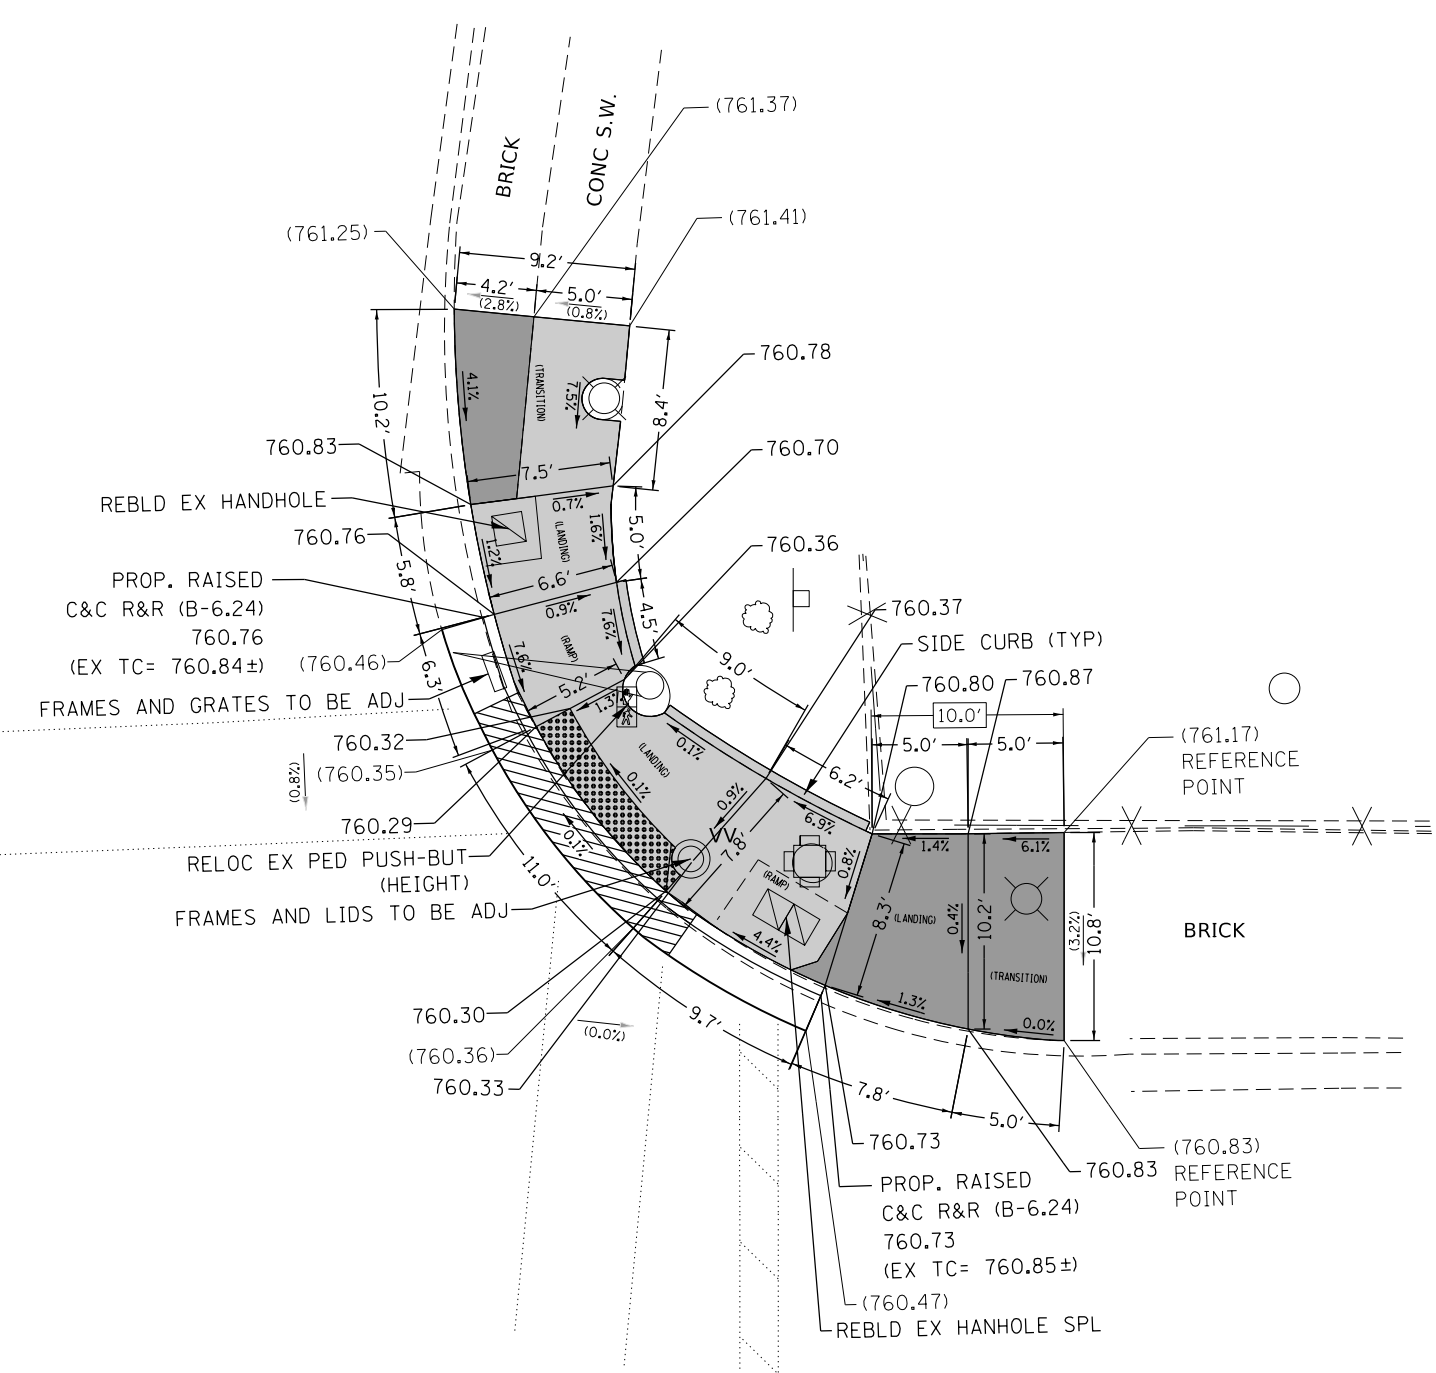 BRICK
CONC S.W.
(761.37)
(761.41)
(761.25)
9.2'
4.2'
5.0'
(2.8%)
(0.8%)
760.78
4.1%
(TRANSITION)
7.5%
10.2'
8.4'
760.83
760.70
7.5'
REBLD EX HANDHOLE
0.7%
(LANDING)
1.6%
5.0'
760.76
1.2%
760.36
5.8'
6.6'
PROP. RAISED
C&C R&R (B-6.24)
760.76
(EX TC= 760.84±)
(760.46)
0.9%
7.6%
4.5'
760.37
(RAMP)
7.6%
SIDE CURB (TYP)
6.3'
9.0'
5.2'
760.80
760.87
FRAMES AND GRATES TO BE ADJ
1.3%
10.0'
760.32
(LANDING)
0.1%
5.0'
5.0'
(761.17)
REFERENCE
POINT
(760.35)
(0.8%)
0.1%
0.9%
6.2'
760.29
6.9%
0.1%
VV
7.8'
8'
0.8%
1.4%
6.1%
RELOC EX PED PUSH-BUT
(HEIGHT)
11.0'
(RAMP)
FRAMES AND LIDS TO BE ADJ
8.3'
(LANDING)
0.4%
10.2'
(3.2%)
10.8'
BRICK
4.4%
(TRANSITION)
1.3%
0.0%
760.30
9.7'
(0.0%)
(760.36)
760.33
7.8'
5.0'
760.73
760.83
(760.83)
REFERENCE
POINT
PROP. RAISED
C&C R&R (B-6.24)
760.73
(EX TC= 760.85±)
(760.47)
REBLD EX HANHOLE SPL